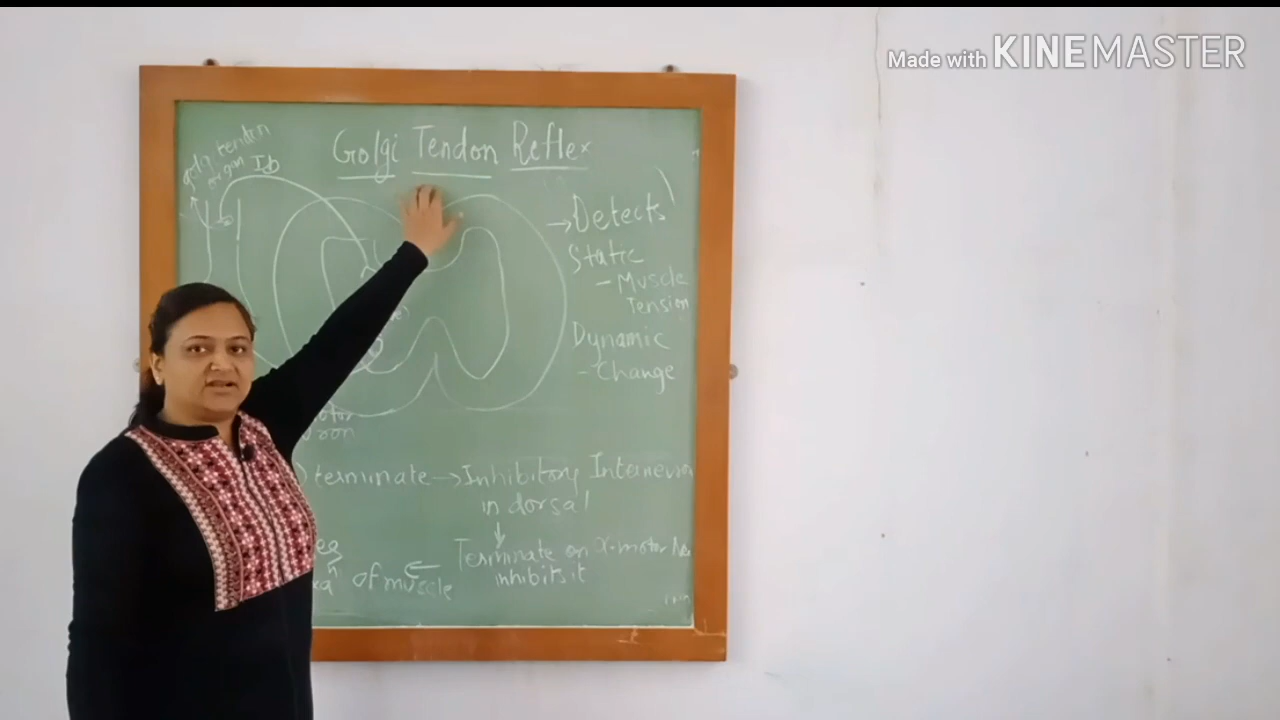 Made with KINEMASTER
Golgi Tendon Reflex
golgi tendon
organ Ib
→ Detects
Static
- Muscle
Tension
Dynamic
- Change
terminate → Inhibitory Interneuron
in dorsal
↓
Terminate on α-motor
inhibits it
← of muscle